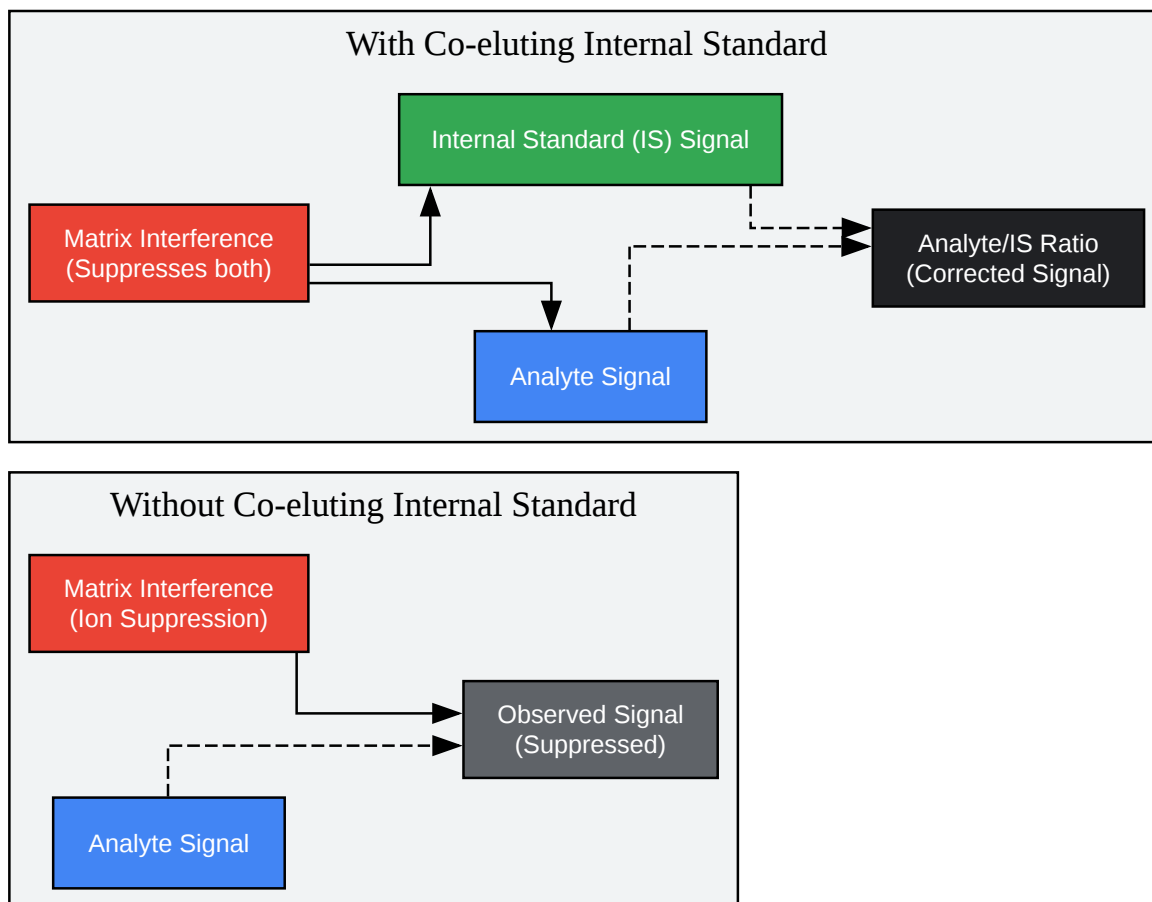 With Co-eluting Internal Standard
Internal Standard (IS) Signal
Matrix Interference
(Suppresses both)
Analyte/IS Ratio
(Corrected Signal)
Analyte Signal
Without Co-eluting Internal Standard
Matrix Interference
(Ion Suppression)
Observed Signal
(Suppressed)
Analyte Signal